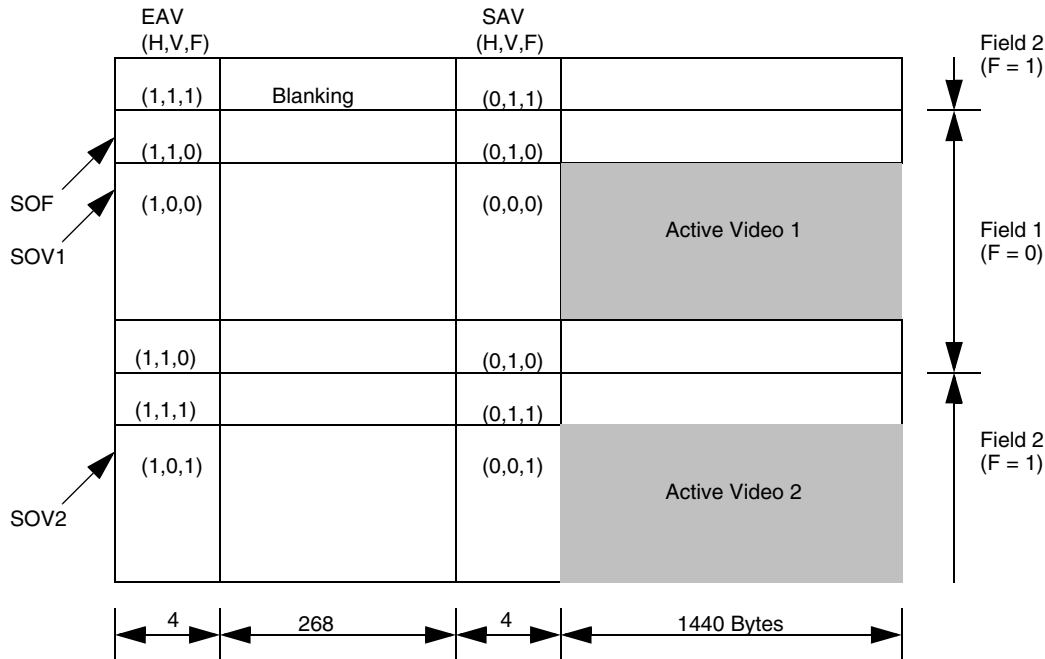 EAV
(H,V,F)
SAV
(H,V,F)
Field 2
(F = 1)
(1,1,1)
Blanking
(0,1,1)
(1,1,0)
(0,1,0)
SOF
(1,0,0)
(0,0,0)
SOV1
Active Video 1
Field 1
(F = 0)
(1,1,0)
(0,1,0)
(1,1,1)
(0,1,1)
Field 2
(F = 1)
(1,0,1)
(0,0,1)
Active Video 2
SOV2
4
268
4
1440 Bytes